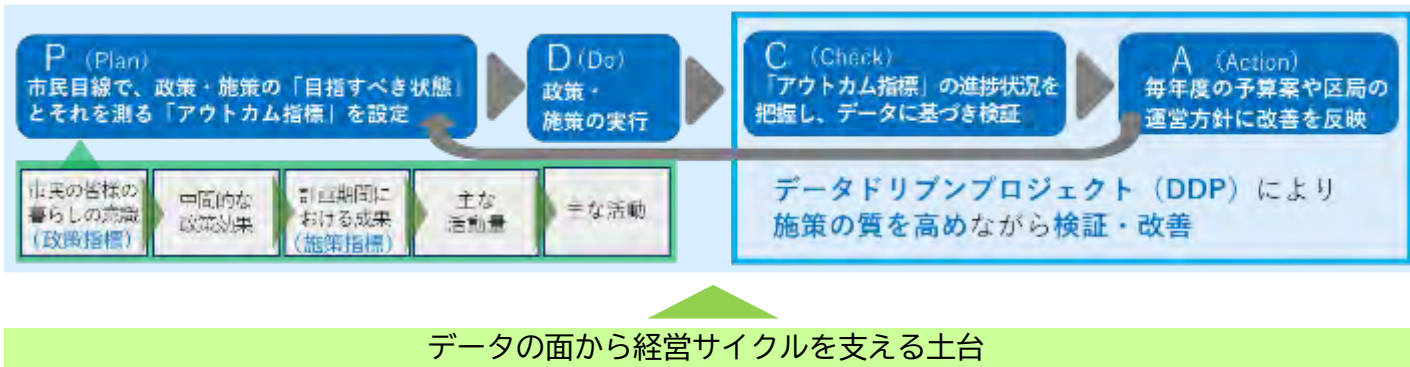 P (Plan)
市民目線で、政策・施策の「目指すべき状態」
とそれを測る「アウトカム指標」を設定
D (Do)
政策・
施策の実行
C (Check)
「アウトカム指標」の進捗状況を
把握し、データに基づき検証
A (Action)
毎年度の予算案や区局の
運営方針に改善を反映
市民の皆様の
暮らしの意識
(政策指標)
中間的な
政策効果
計画期間に
おける成果
(施策指標)
主な
活動量
主な活動
データドリブンプロジェクト（DDP）により
施策の質を高めながら検証・改善
データの面から経営サイクルを支える土台